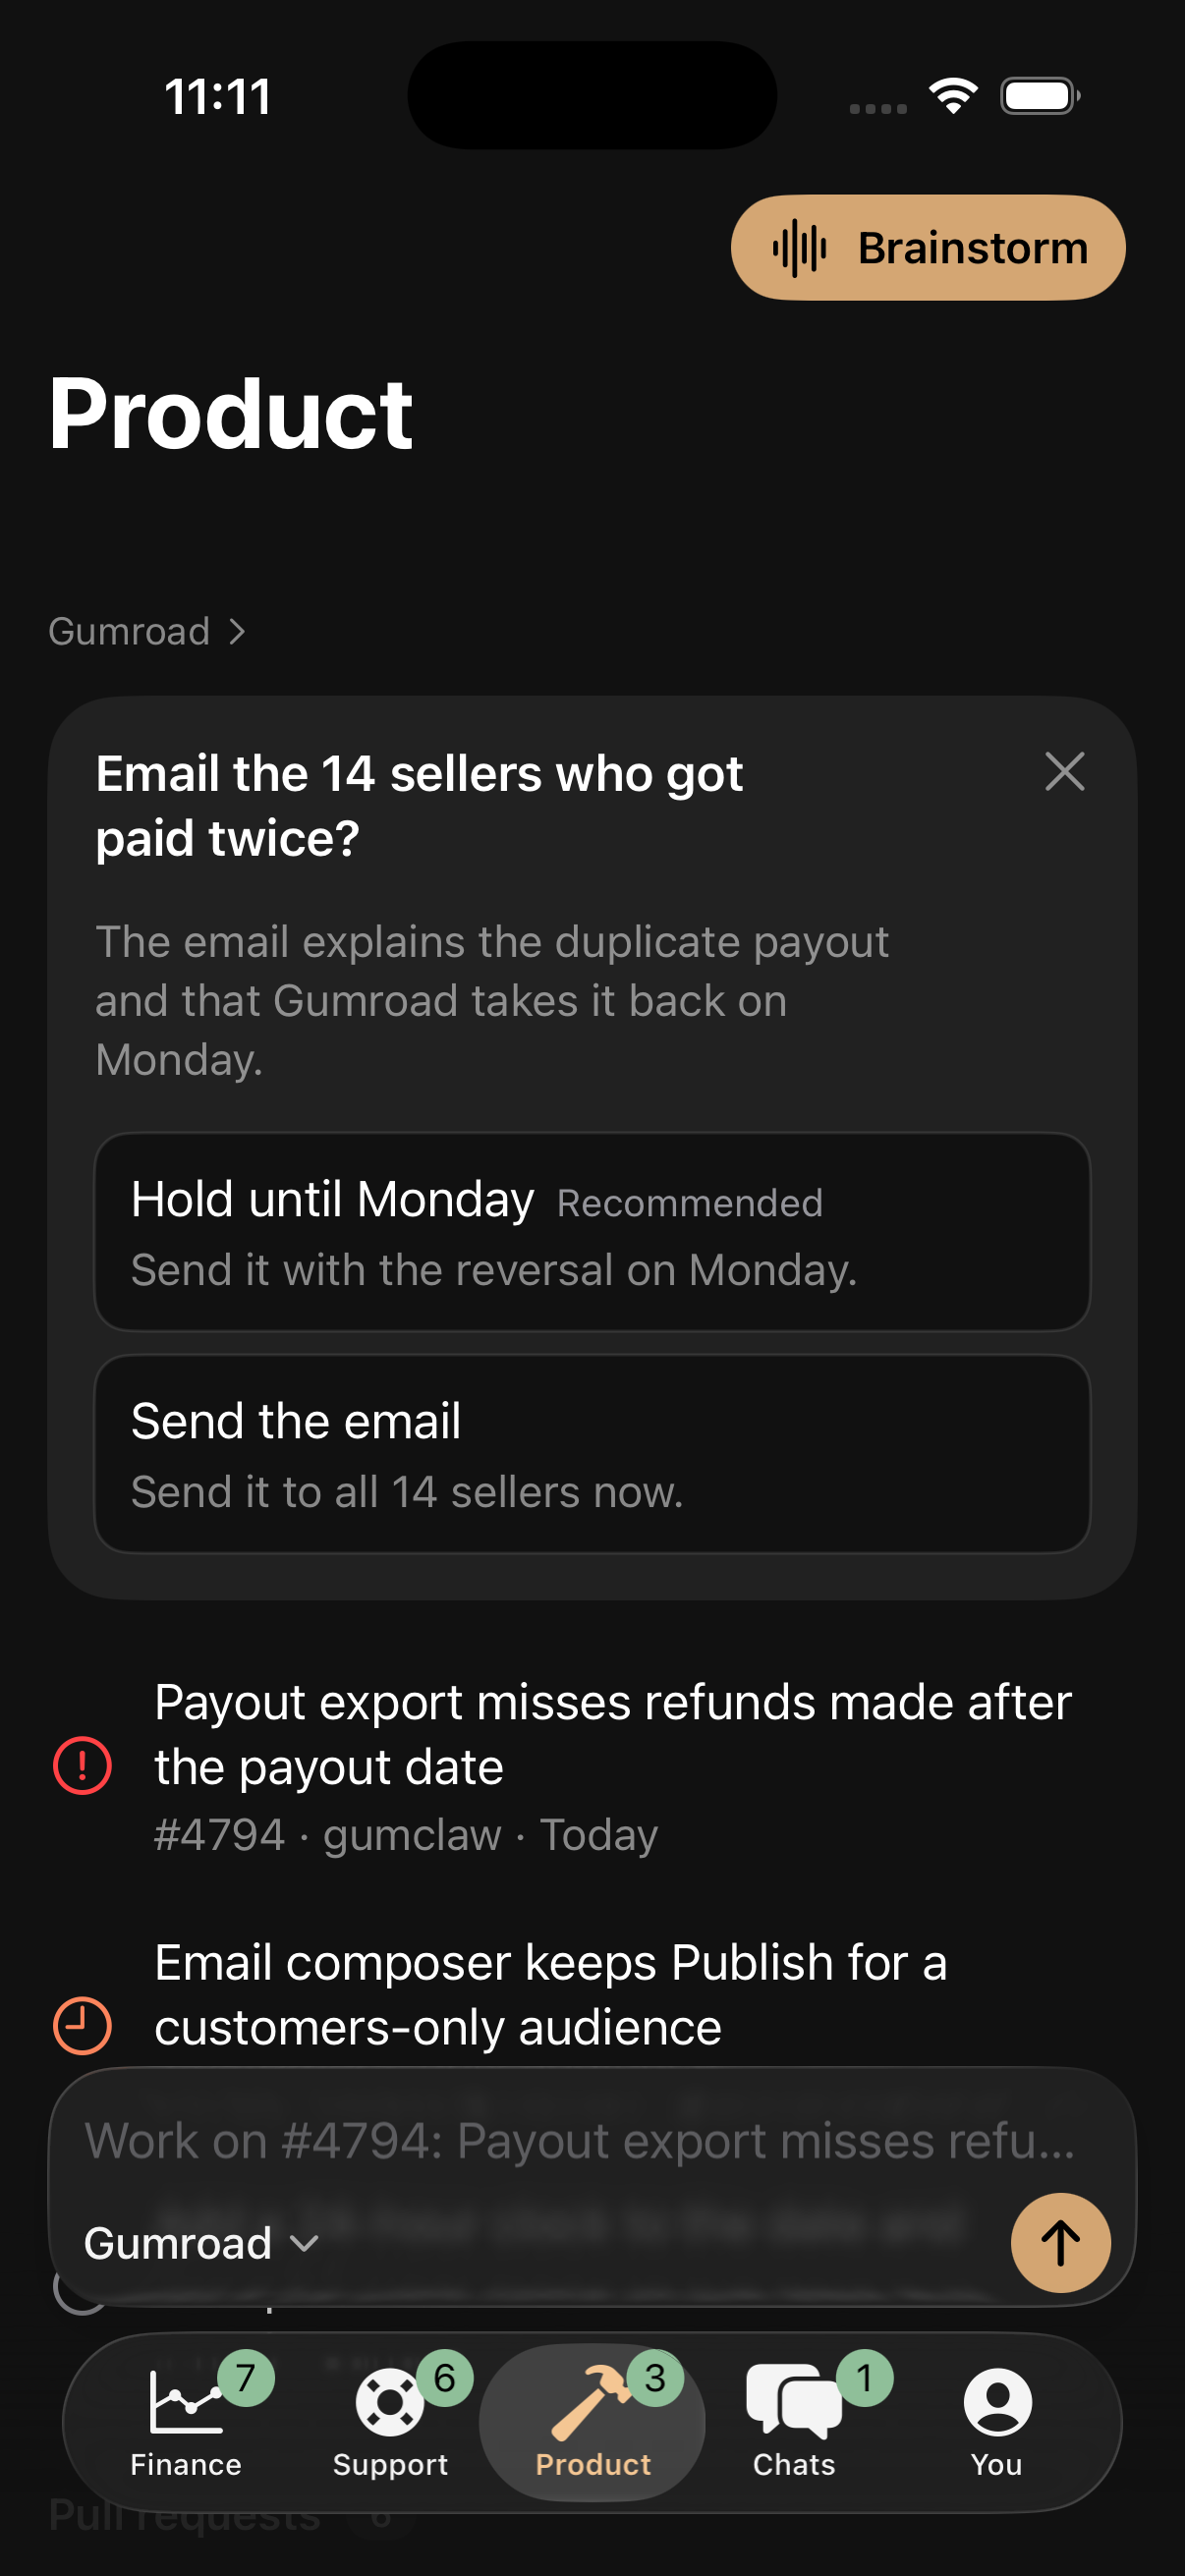 11:11
Brainstorm
Product
Gumroad
Email the 14 sellers who got
paid twice?
The email explains the duplicate payout
and that Gumroad takes it back on
Monday.
Hold until Monday Recommended
Send it with the reversal on Monday.
Send the email
Send it to all 14 sellers now.
Payout export misses refunds made after
the payout date
#4794 · gumclaw · Today
Email composer keeps Publish for a
customers-only audience
Work on #4794: Payout export misses refu...
Gumroad
7
6
3
1
Finance
Support
Product
Chats
You
Pull requests 6